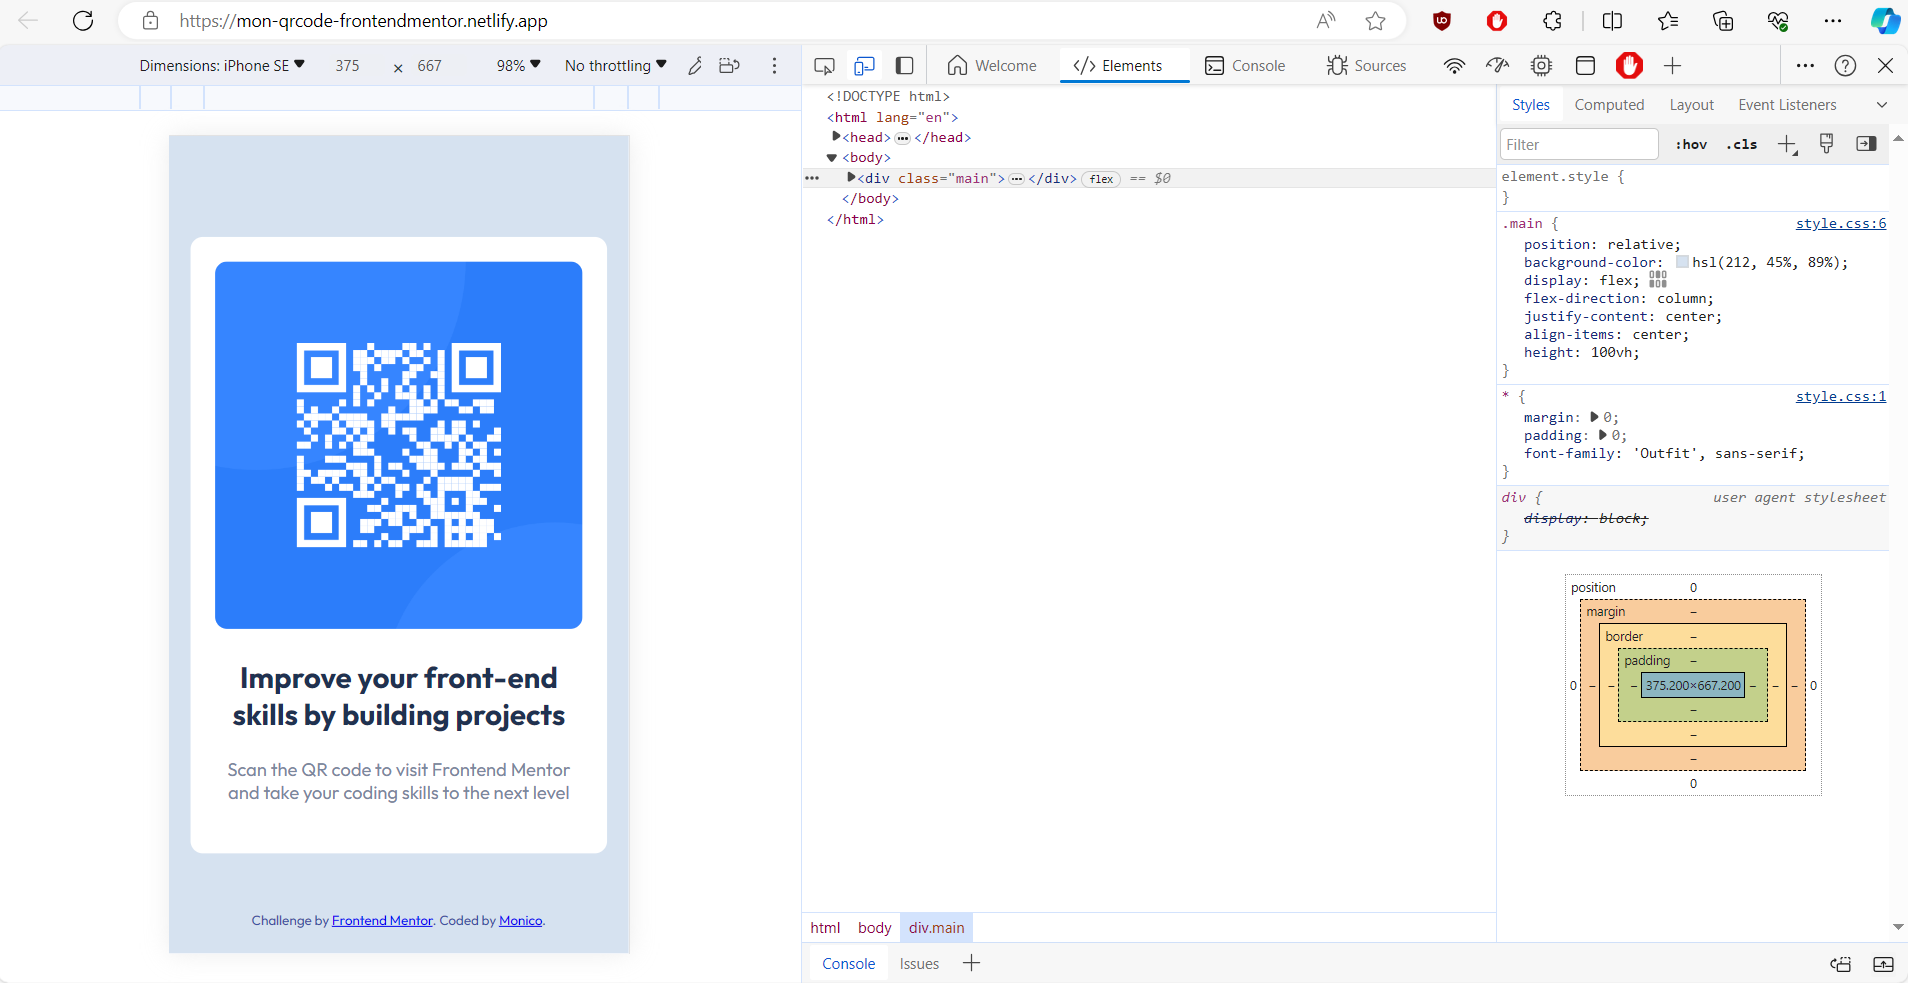 https://mon-qrcode-frontendmentor.netlify.app
Dimensions: iPhone SE 375 × 667 98% No throttling
Welcome Elements Console Sources
<!DOCTYPE html>
<html lang="en">
<head> ••• </head>
<body>
••• <div class="main"> ••• </div> flex == $0
</body>
</html>
Improve your front-end
skills by building projects
Scan the QR code to visit Frontend Mentor
and take your coding skills to the next level
Challenge by Frontend Mentor. Coded by Monico.
html body div.main
Console Issues
Styles Computed Layout Event Listeners
Filter :hov .cls
element.style {
}
.main { style.css:6
position: relative;
background-color: hsl(212, 45%, 89%);
display: flex;
flex-direction: column;
justify-content: center;
align-items: center;
height: 100vh;
}
* { style.css:1
margin: 0;
padding: 0;
font-family: 'Outfit', sans-serif;
}
div { user agent stylesheet
display: block;
}
position 0
margin –
border –
padding –
0 – – – 375.200×667.200 – – – 0
–
–
–
0